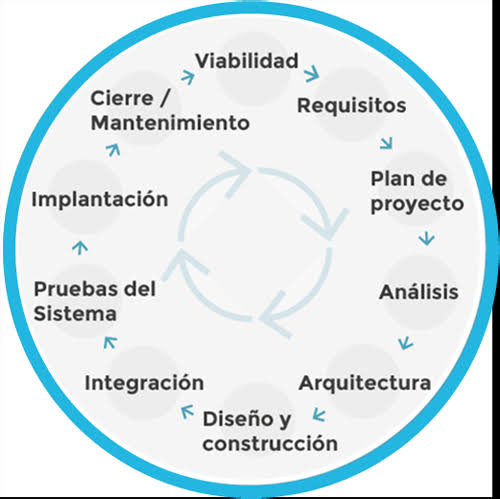 Viabilidad
Requisitos
Plan de
proyecto
Análisis
Arquitectura
Diseño y
construcción
Integración
Pruebas del
Sistema
Implantación
Cierre /
Mantenimiento